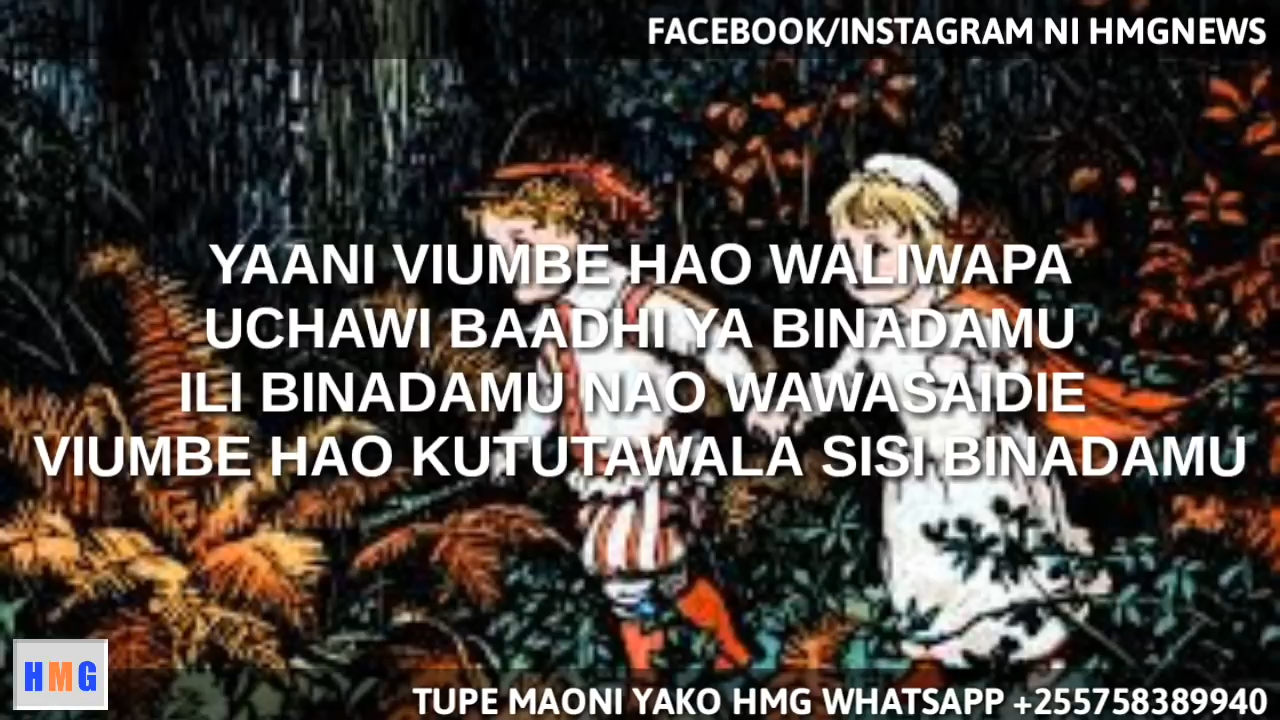 FACEBOOK/INSTAGRAM NI HMGNEWS
YAANI VIUMBE HAO WALIWAPA
UCHAWI BAADHI YA BINADAMU
ILI BINADAMU NAO WAWASAIDIE
VIUMBE HAO KUTUTAWALA SISI BINADAMU
HMG
TUPE MAONI YAKO HMG WHATSAPP +255758389940